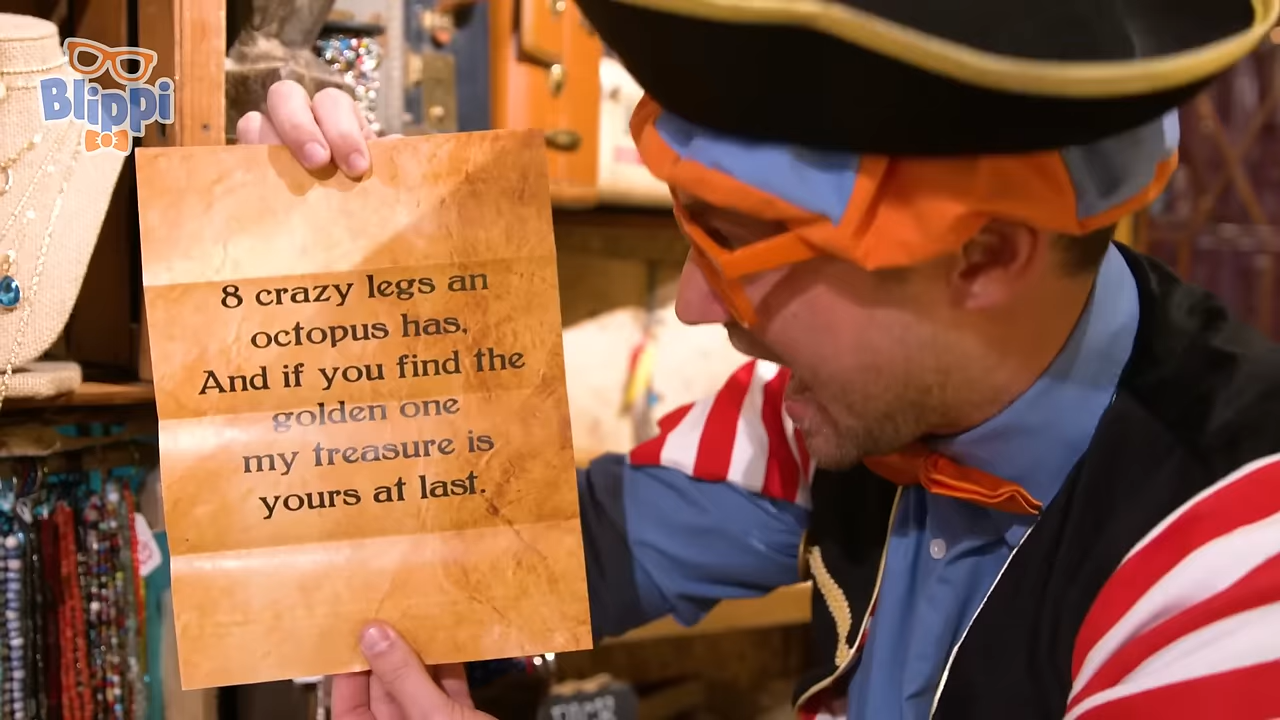 Blippi
8 crazy legs an
octopus has,
And if you find the
golden one
my treasure is
yours at last.